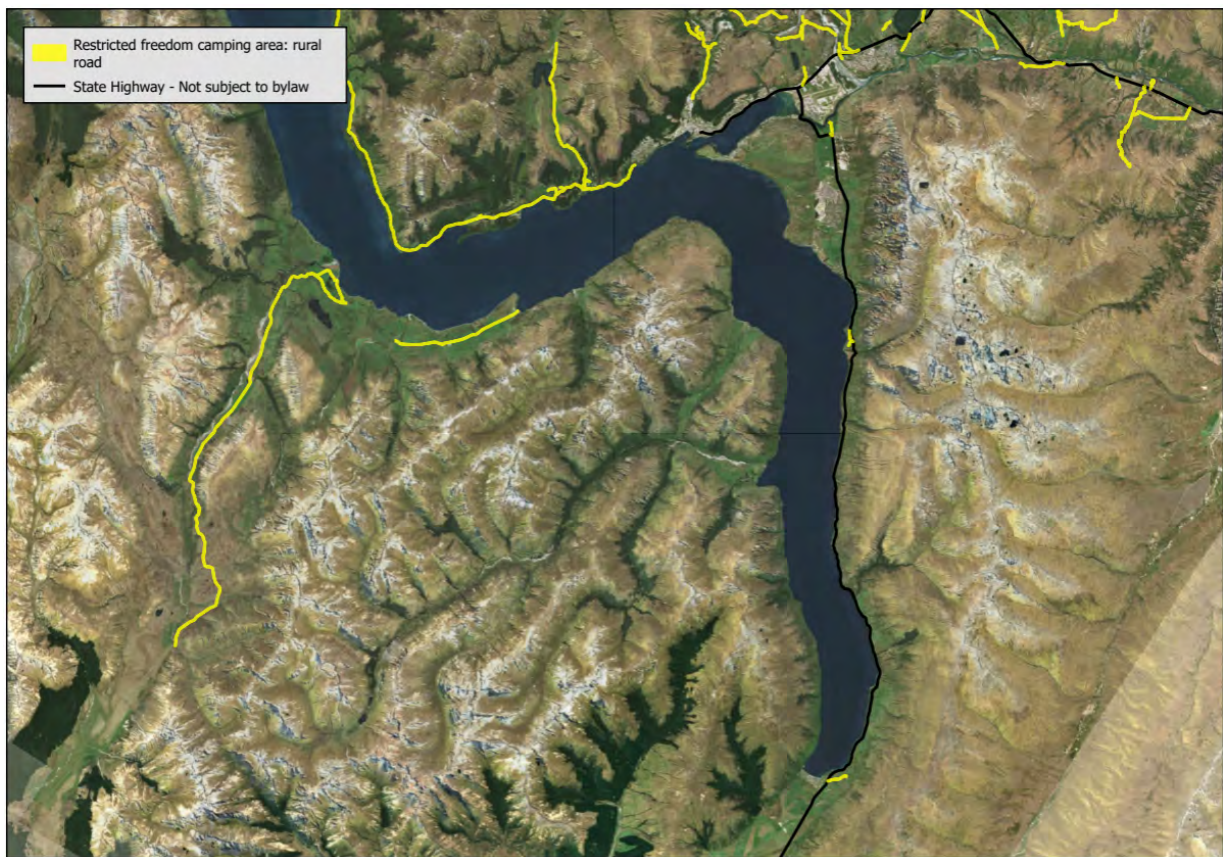 Restricted freedom camping area: rural
road
State Highway - Not subject to bylaw